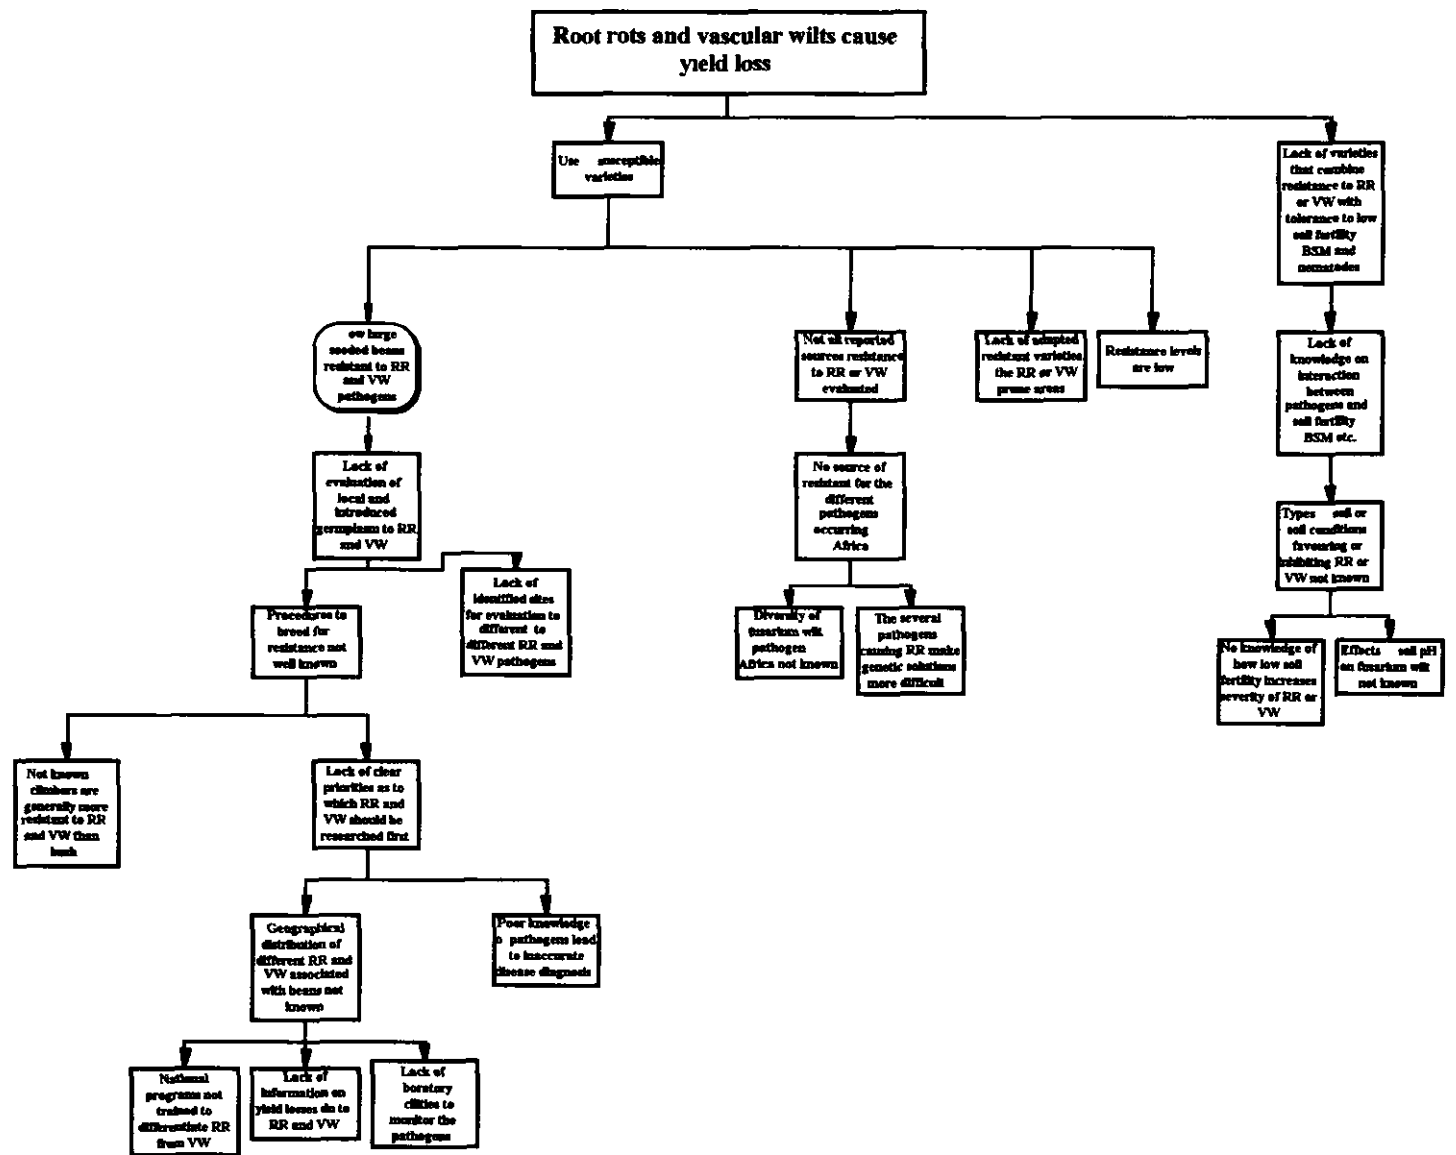 Root rots and vascular wilts cause
yield loss
Use susceptible
varieties
Lack of varieties
that combine
resistance to RR
or VW with
tolerance to low
soil fertility
BSM and
nematodes
ow large
seeded beans
resistant to RR
and VW
pathogens
Not all reported
sources resistance
to RR or VW
evaluated
Lack of adapted
resistant varieties
the RR or VW
prone areas
Resistance levels
are low
Lack of
knowledge on
interaction
between
pathogens and
soil fertility
BSM etc.
Lack of
evaluation of
local and
introduced
germplasm to RR
and VW
No source of
resistant for the
different
pathogens
occurring
Africa
Types soil or
soil conditions
favouring or
inhibiting RR or
VW not known
Procedures to
breed for
resistance not
well known
Lack of
identified sites
for evaluation to
different to
different RR and
VW pathogens
Diversity of
fusarium wilt
pathogen
Africa not known
The several
pathogens
causing RR make
genetic solutions
more difficult
No knowledge of
how low soil
fertility increases
severity of RR or
VW
Effects soil pH
on fusarium wilt
not known
Not known
climbers are
generally more
resistant to RR
and VW than
bush
Lack of clear
priorities as to
which RR and
VW should be
researched first
Geographical
distribution of
different RR and
VW associated
with beans not
known
Poor knowledge
o pathogens lead
to inaccurate
disease diagnosis
National
programs not
trained to
differentiate RR
from VW
Lack of
information on
yield losses du to
RR and VW
Lack of
boratory
cilities to
monitor the
pathogens